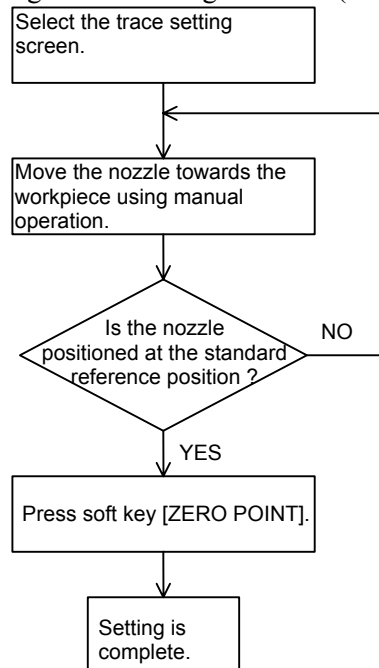 Select the trace setting
screen.
Move the nozzle towards the
workpiece using manual
operation.
Is the nozzle
positioned at the standard
reference position ?
NO
YES
Press soft key [ZERO POINT].
Setting is
complete.